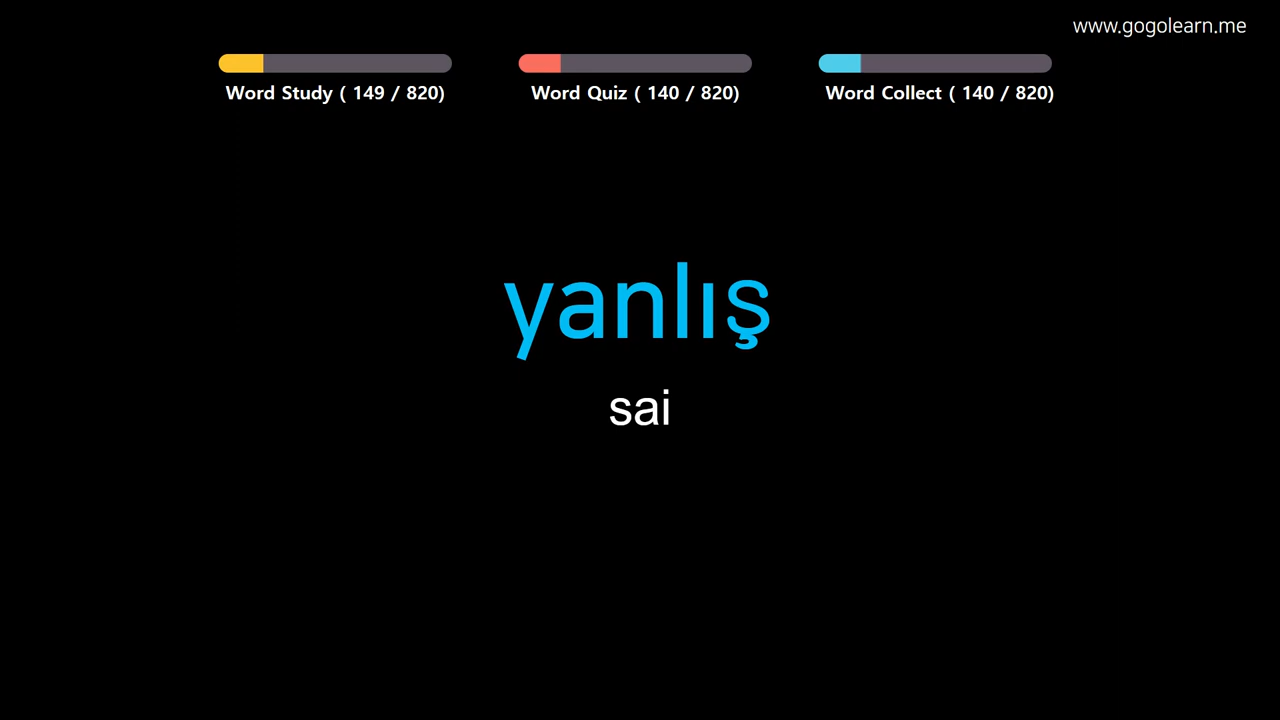 www.gogolearn.me
Word Study ( 149 / 820)
Word Quiz ( 140 / 820)
Word Collect ( 140 / 820)
yanlış
sai